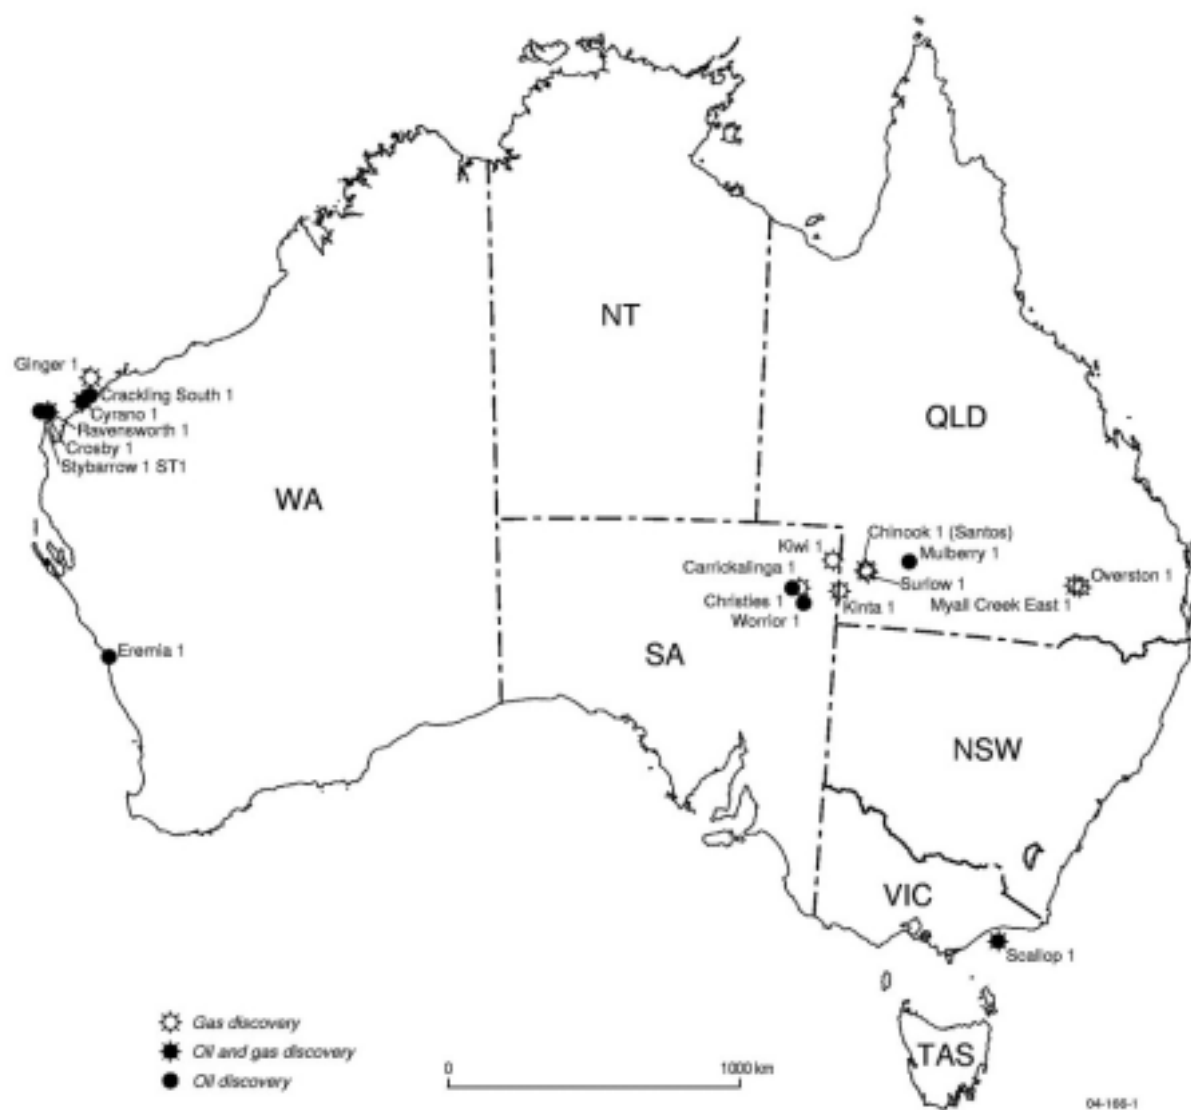 NT
QLD
Ginger 1
Crackling South 1
Cyrano 1
Ravensworth 1
Crosby 1
Stybarrow 1 ST1
WA
Chinook 1 (Santos)
Kiwi 1
Mulberry 1
Carrickalinga 1
Surlow 1
Overston 1
Christies 1
Kinta 1
Myall Creek East 1
Worrior 1
Eremia 1
SA
NSW
VIC
Scallop 1
Gas discovery
Oil and gas discovery
Oil discovery
0
1000 km
TAS
04-166-1